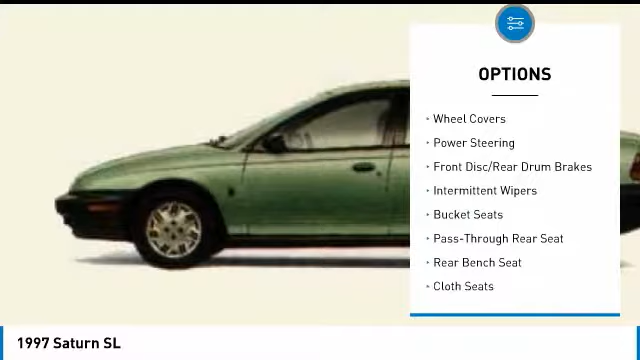 OPTIONS
• Wheel Covers
• Power Steering
• Front Disc/Rear Drum Brakes
• Intermittent Wipers
• Bucket Seats
• Pass-Through Rear Seat
• Rear Bench Seat
• Cloth Seats
1997 Saturn SL